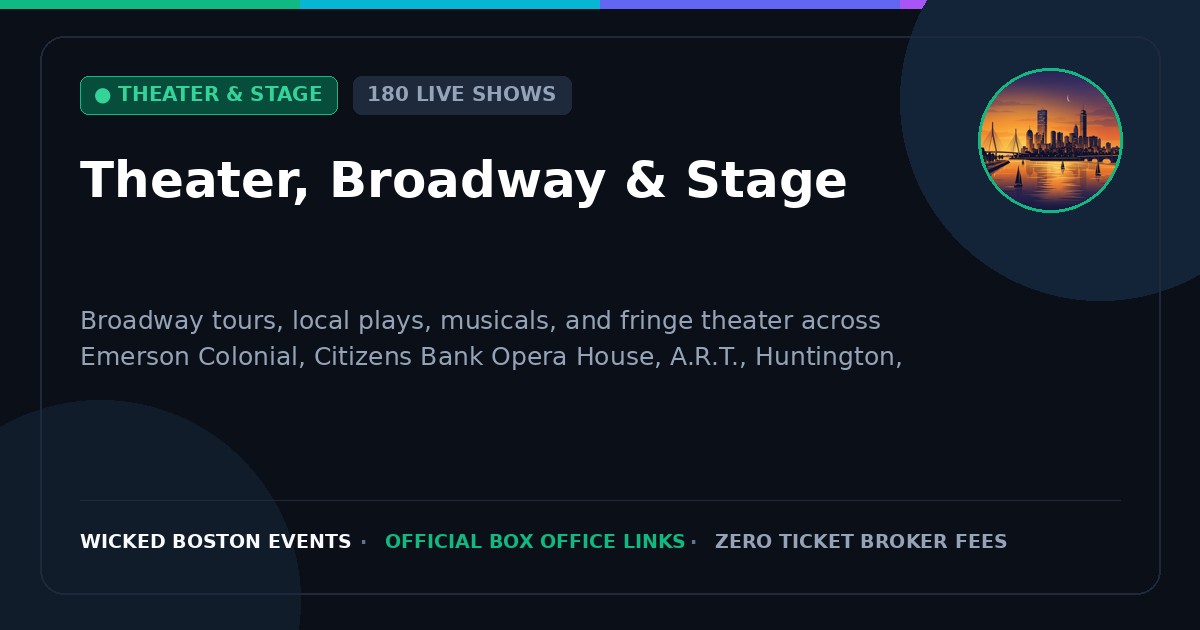 THEATER & STAGE
180 LIVE SHOWS
Theater, Broadway & Stage
Broadway tours, local plays, musicals, and fringe theater across
Emerson Colonial, Citizens Bank Opera House, A.R.T., Huntington,
WICKED BOSTON EVENTS · OFFICIAL BOX OFFICE LINKS · ZERO TICKET BROKER FEES